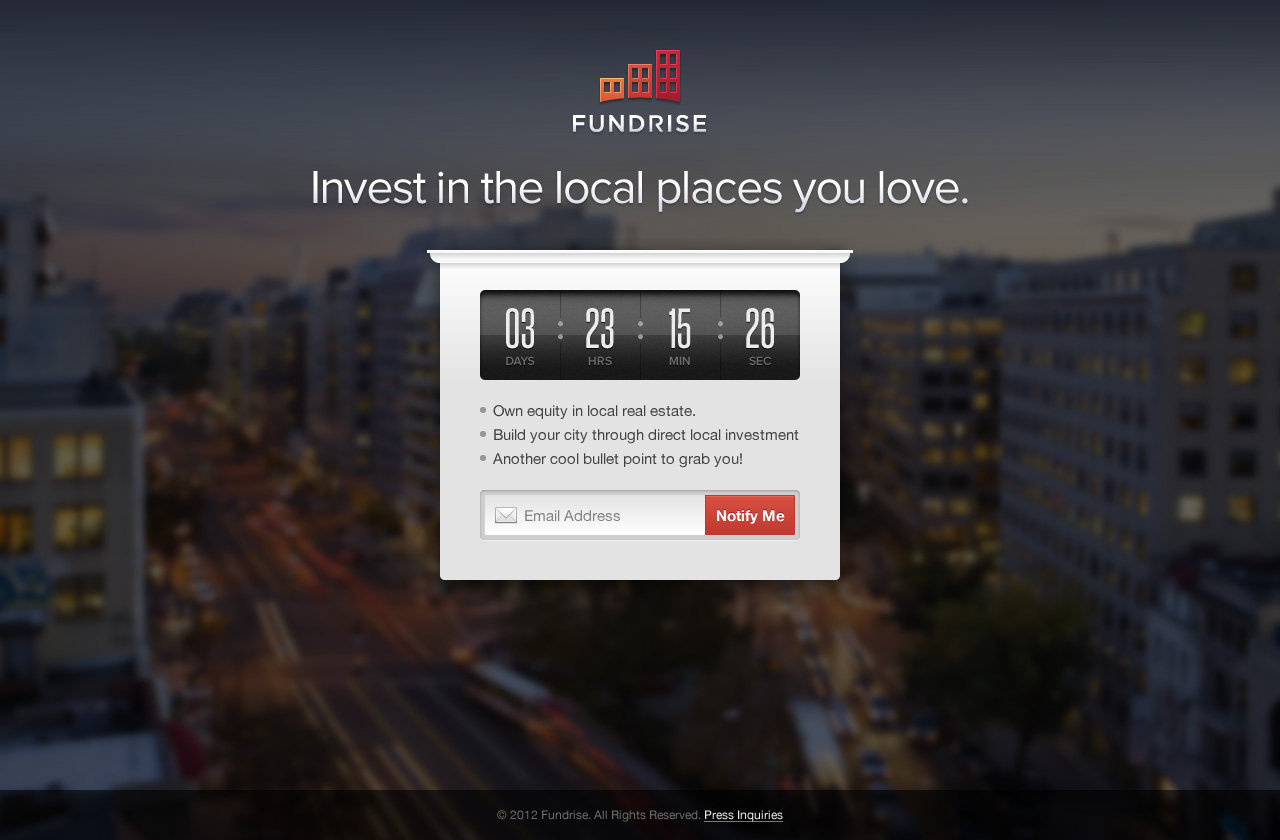 FUNDRISE
Invest in the local places you love.
03 : 23 : 15 : 26
DAYS HRS MIN SEC
Own equity in local real estate.
Build your city through direct local investment
Another cool bullet point to grab you!
Email Address Notify Me
© 2012 Fundrise. All Rights Reserved. Press Inquiries